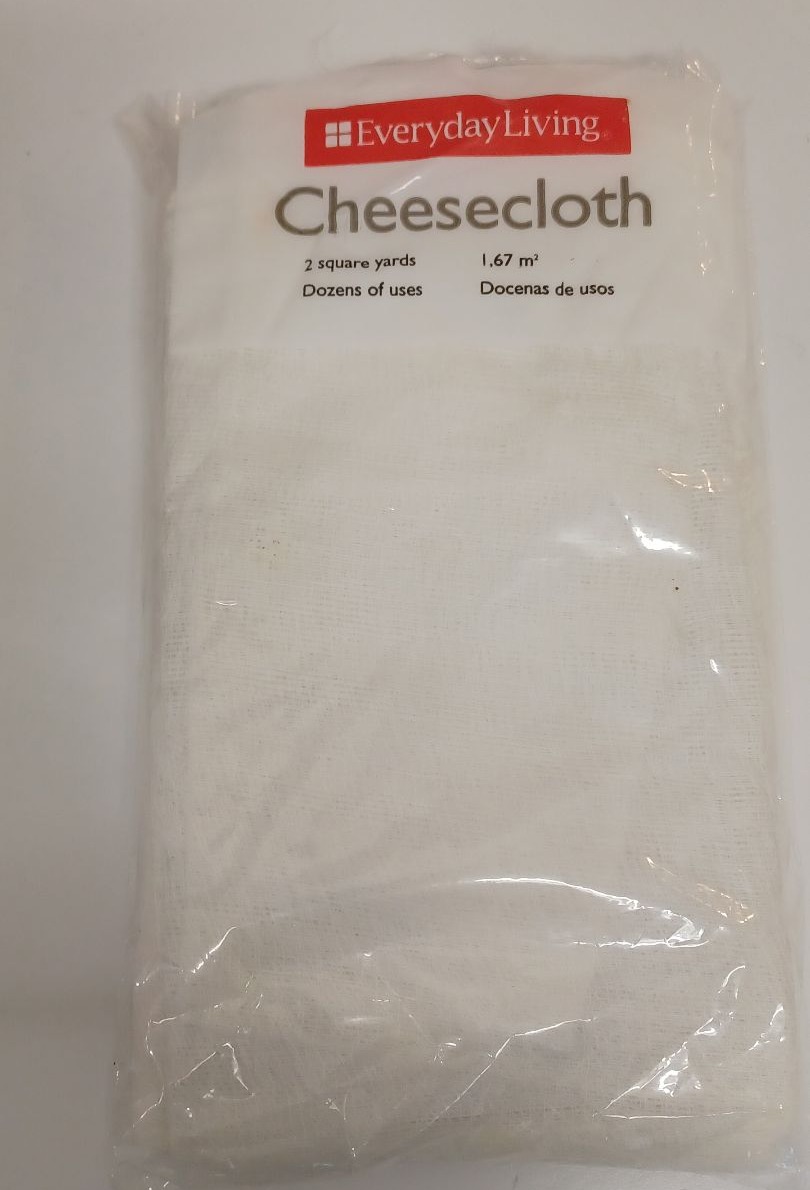 EverydayLiving
Cheesecloth
2 square yards 1,67 m²
Dozens of uses Docenas de usos